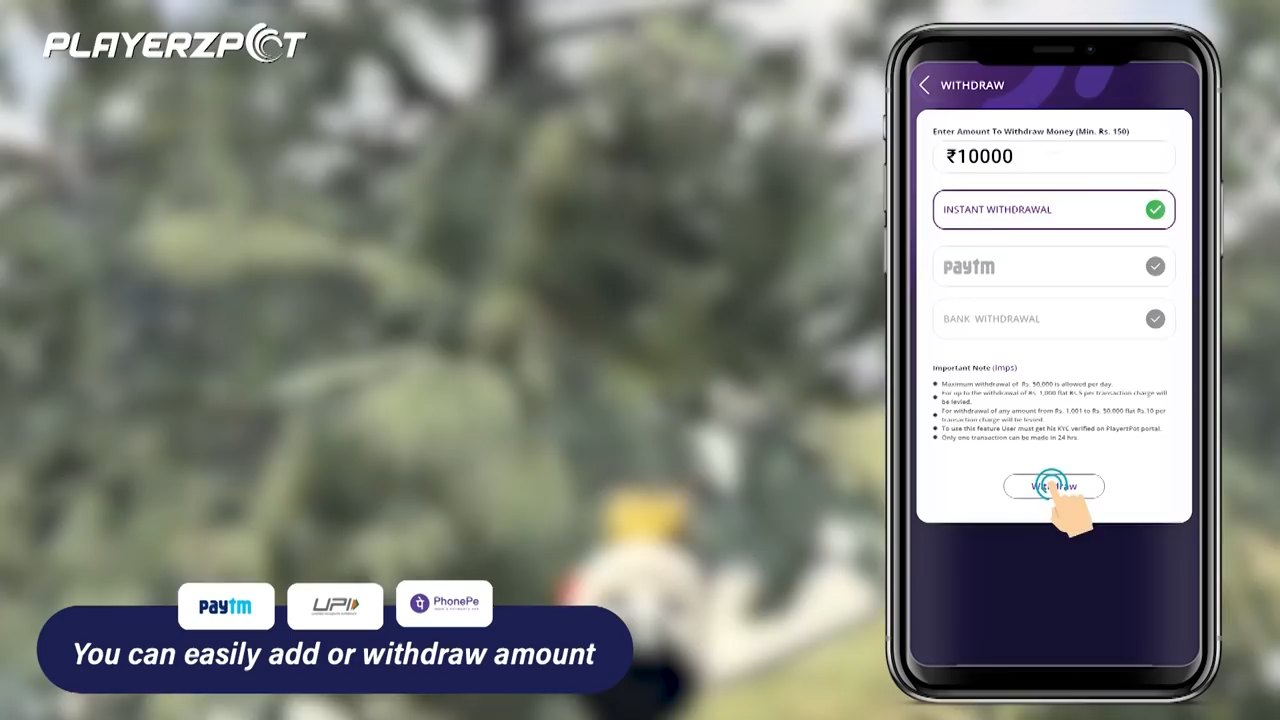 PLAYERZPOT
WITHDRAW
Enter Amount To Withdraw Money (Min. Rs. 150)
₹10000
INSTANT WITHDRAWAL
paytm
BANK WITHDRAWAL
Important Note (Imps)
Maximum withdrawal of Rs. 50,000 is allowed per day.
For up to the withdrawal of Rs. 1,000 flat Rs.5 per transaction charge will
be levied.
For withdrawal of any amount from Rs. 1,001 to Rs. 50,000 flat Rs.10 per
transaction charge will be levied.
To use this feature User must get his KYC verified on PlayerzPot portal.
Only one transaction can be made in 24 hrs.
Withdraw
paytm
UPI
PhonePe
You can easily add or withdraw amount